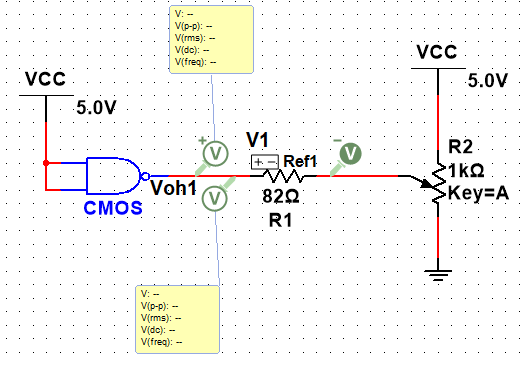 V: --
V(p-p): --
V(rms): --
V(dc): --
V(freq): --
VCC
5.0V
VCC
5.0V
+
V
V1
+ -
Ref1
-
V
R2
1kΩ
Key=A
Voh1
V
82Ω
R1
CMOS
V: --
V(p-p): --
V(rms): --
V(dc): --
V(freq): --